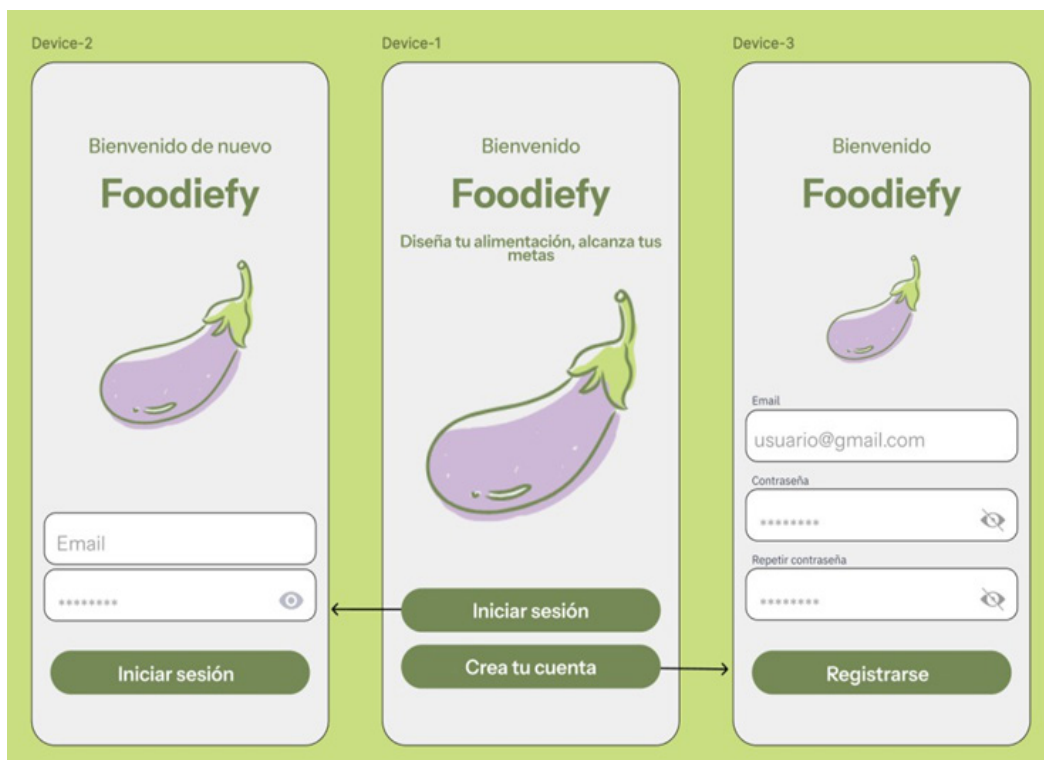 Device-2
Bienvenido de nuevo
Foodiefy
Email
********
Iniciar sesión
Device-1
Bienvenido
Foodiefy
Diseña tu alimentación, alcanza tus
metas
Iniciar sesión
Crea tu cuenta
Device-3
Bienvenido
Foodiefy
Email
usuario@gmail.com
Contraseña
********
Repetir contraseña
********
Registrarse